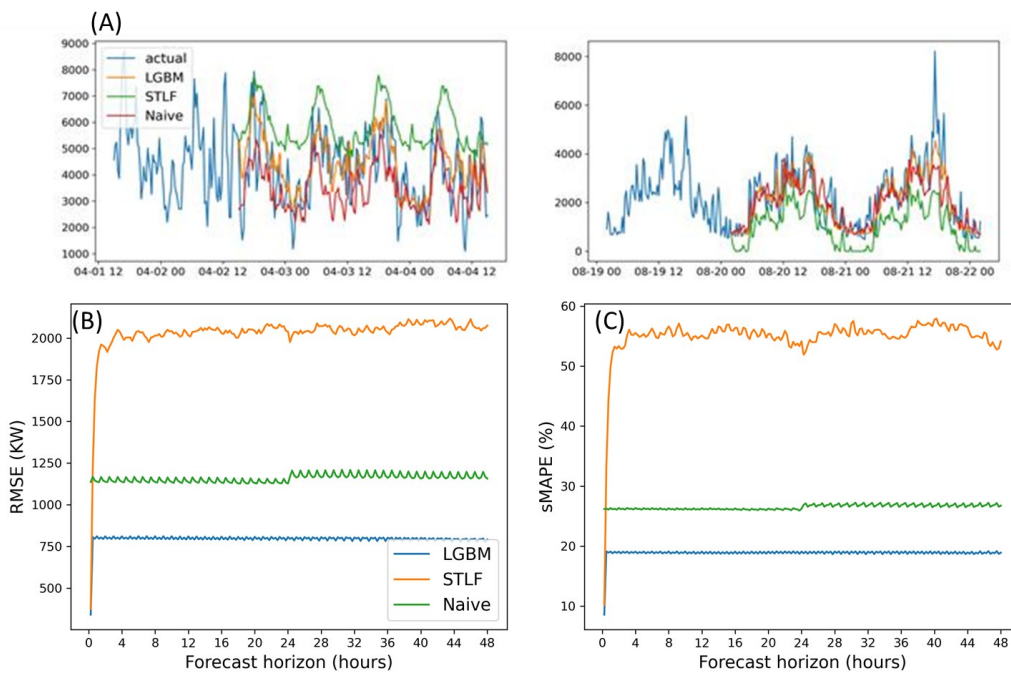 (A)
9000
8000
7000
6000
5000
4000
3000
2000
1000
actual
LGBM
STLF
Naive
04-01 12 04-02 00 04-02 12 04-03 00 04-03 12 04-04 00 04-04 12
8000
6000
4000
2000
0
08-19 00 08-19 12 08-20 00 08-20 12 08-21 00 08-21 12 08-22 00
(B)
RMSE (KW)
2000
1750
1500
1250
1000
750
500
LGBM
STLF
Naive
0 4 8 12 16 20 24 28 32 36 40 44 48
Forecast horizon (hours)
(C)
sMAPE (%)
60
50
40
30
20
10
0 4 8 12 16 20 24 28 32 36 40 44 48
Forecast horizon (hours)